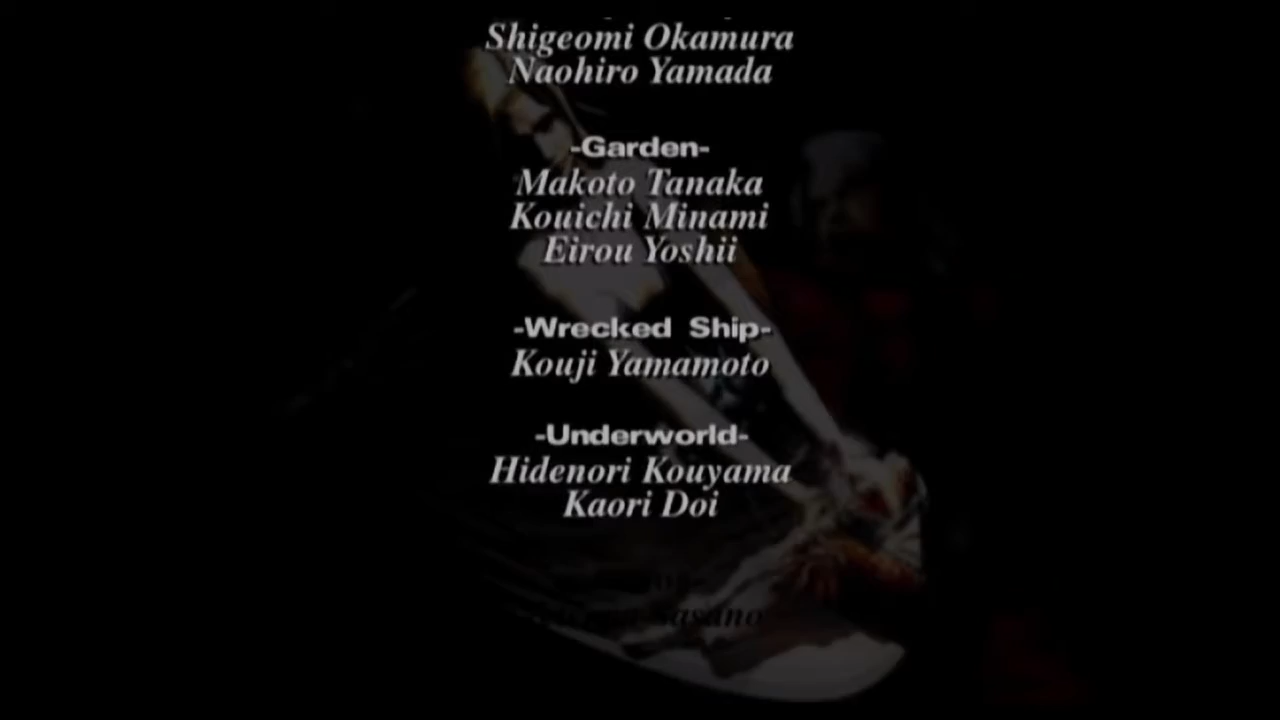 Shigeomi Okamura
Naohiro Yamada
-Garden-
Makoto Tanaka
Kouichi Minami
Eirou Yoshii
-Wrecked Ship-
Kouji Yamamoto
-Underworld-
Hidenori Kouyama
Kaori Doi
Sasano